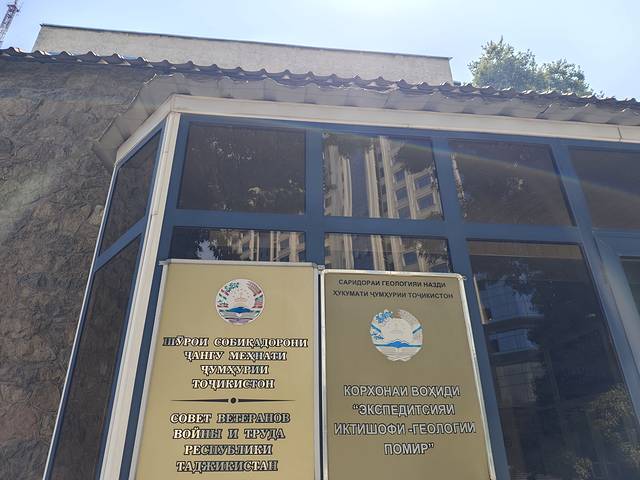 ШӮРОИ СОБИҚАДОРОНИ
ҶАНГУ МЕҲНАТИ
ҶУМҲУРИИ
ТОҶИКИСТОН
СОВЕТ ВЕТЕРАНОВ
ВОЙНЫ И ТРУДА
РЕСПУБЛИКИ
ТАДЖИКИСТАН
САРИДОРАИ ГЕОЛОГИЯИ НАЗДИ
ҲУКУМАТИ ҶУМҲУРИИ ТОҶИКИСТОН
КОРХОНАИ ВОҲИДИ
"ЭКСПЕДИТСИЯИ
ИКТИШОФИ-ГЕОЛОГИИ
ПОМИР"